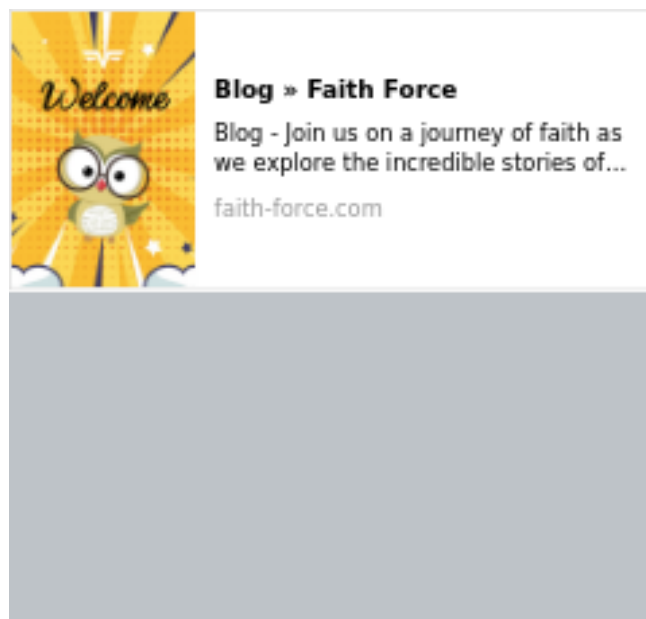 Welcome
Blog » Faith Force
Blog - Join us on a journey of faith as
we explore the incredible stories of...
faith-force.com